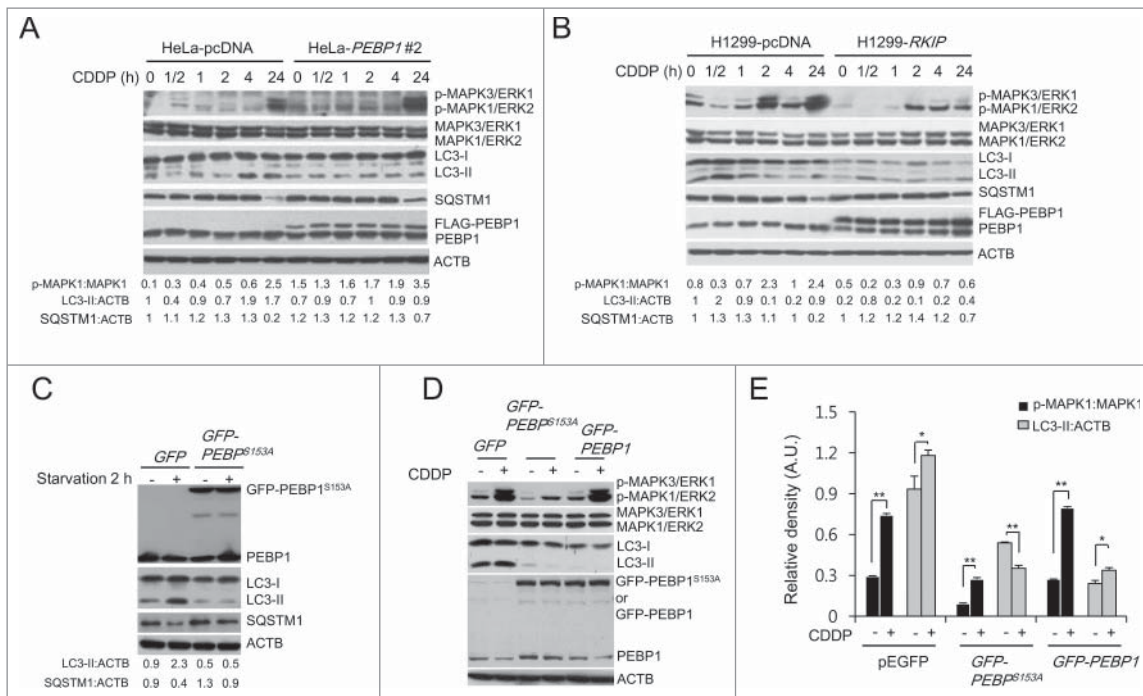 A
HeLa-pcDNA HeLa-PEBP1 #2
CDDP (h) 0 1/2 1 2 4 24 0 1/2 1 2 4 24
p-MAPK3/ERK1
p-MAPK1/ERK2
MAPK3/ERK1
MAPK1/ERK2
LC3-I
LC3-II
SQSTM1
FLAG-PEBP1
PEBP1
ACTB
p-MAPK1:MAPK1 0.1 0.3 0.4 0.5 0.6 2.5 1.5 1.3 1.6 1.7 1.9 3.5
LC3-II:ACTB 1 0.4 0.9 0.7 1.9 1.7 0.7 0.9 0.7 1 0.9 0.9
SQSTM1:ACTB 1 1.1 1.2 1.3 1.3 0.2 1.2 1.3 1.2 1.2 1.3 0.7
B
H1299-pcDNA H1299-RKIP
CDDP (h) 0 1/2 1 2 4 24 0 1/2 1 2 4 24
p-MAPK3/ERK1
p-MAPK1/ERK2
MAPK3/ERK1
MAPK1/ERK2
LC3-I
LC3-II
SQSTM1
FLAG-PEBP1
PEBP1
ACTB
p-MAPK1:MAPK1 0.8 0.3 0.7 2.3 1 2.4 0.5 0.2 0.3 0.9 0.7 0.6
LC3-II:ACTB 1 2 0.9 0.1 0.2 0.9 0.2 0.8 0.2 0.1 0.2 0.4
SQSTM1:ACTB 1 1.3 1.3 1.1 1 0.2 1 1.2 1.2 1.4 1.2 0.7
C
GFP GFP-PEBP^S153A
Starvation 2 h - + - +
GFP-PEBP1^S153A
PEBP1
LC3-I
LC3-II
SQSTM1
ACTB
LC3-II:ACTB 0.9 2.3 0.5 0.5
SQSTM1:ACTB 0.9 0.4 1.3 0.9
D
GFP GFP-PEBP^S153A GFP-PEBP1
CDDP - + - + - +
p-MAPK3/ERK1
p-MAPK1/ERK2
MAPK3/ERK1
MAPK1/ERK2
LC3-I
LC3-II
GFP-PEBP1^S153A
or
GFP-PEBP1
PEBP1
ACTB
E
p-MAPK1:MAPK1
LC3-II:ACTB
Relative density (A.U.)
1.5
1.2
0.9
0.6
0.3
0
** * ** ** ** *
CDDP - + - + - + - + - + - +
pEGFP GFP-PEBP^S153A GFP-PEBP1